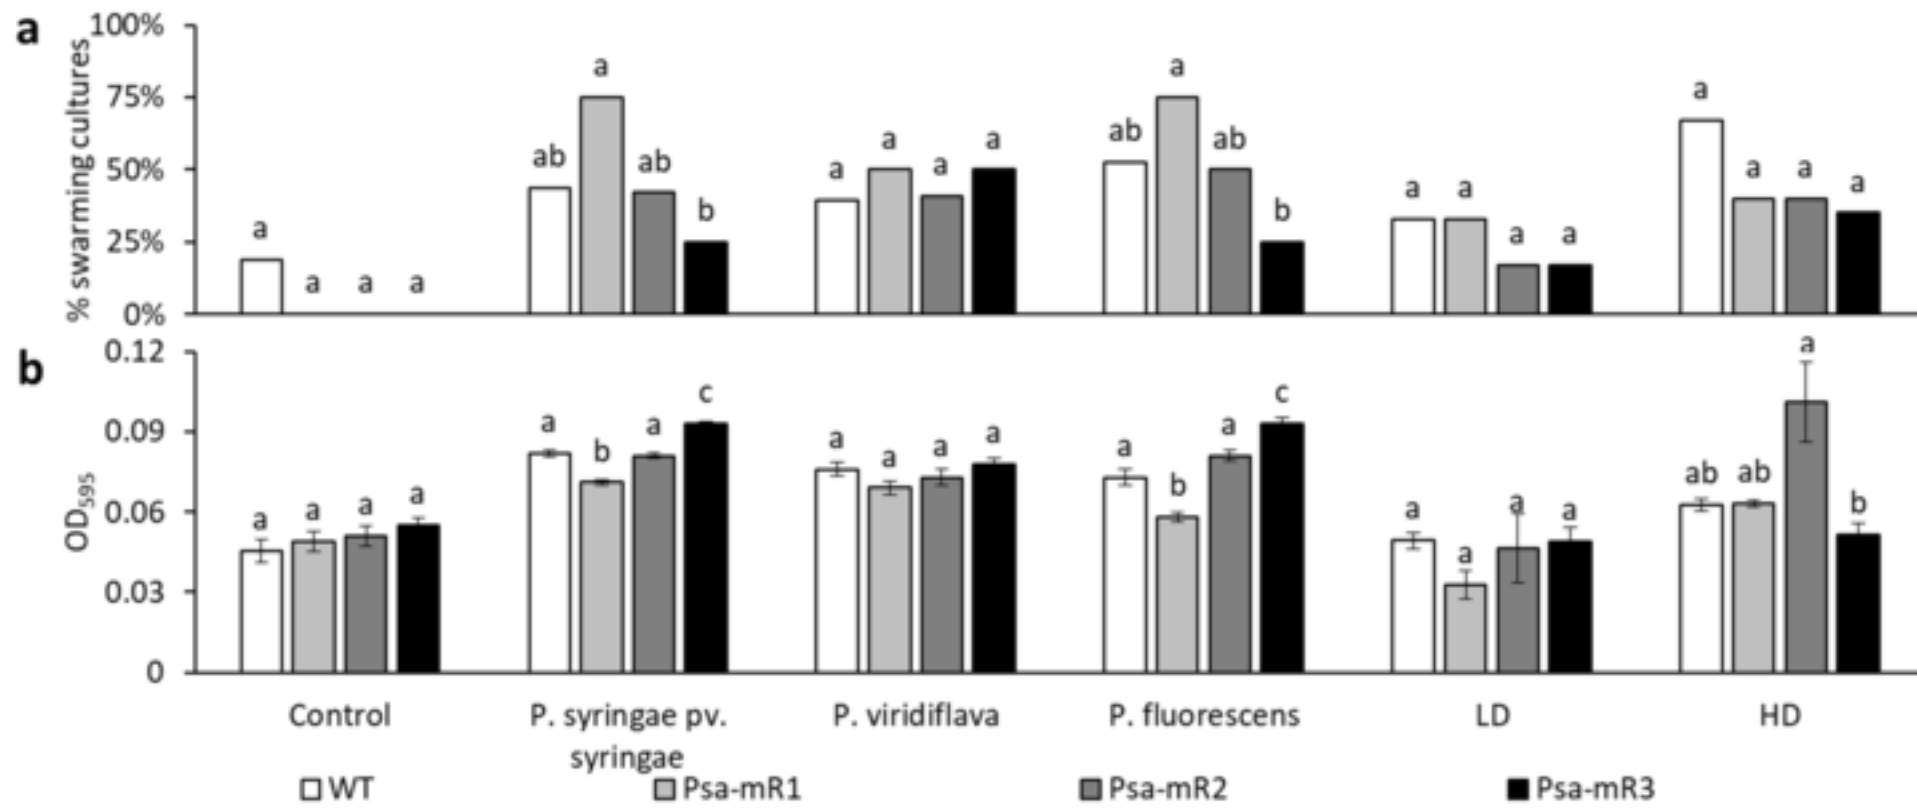 a
100%
75%
50%
25%
0%
% swarming cultures
a a a a
ab a ab b
a a a a
ab a ab b
a a a a
a a a a
b
0.12
0.09
0.06
0.03
0
OD595
a a a a
a b a c
a a a a
a b a c
a a a a
ab ab a b
Control
P. syringae pv.
syringae
P. viridiflava
P. fluorescens
LD
HD
WT
Psa-mR1
Psa-mR2
Psa-mR3